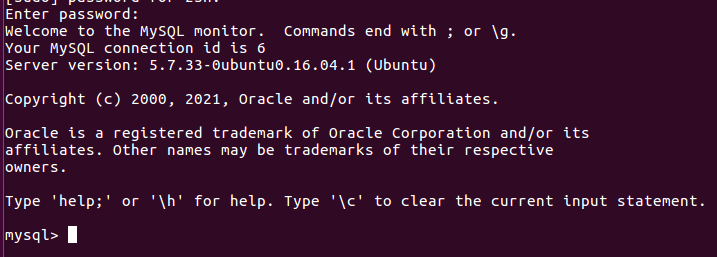 [sudo] password for
Enter password:
Welcome to the MySQL monitor.  Commands end with ; or \g.
Your MySQL connection id is 6
Server version: 5.7.33-0ubuntu0.16.04.1 (Ubuntu)
Copyright (c) 2000, 2021, Oracle and/or its affiliates.
Oracle is a registered trademark of Oracle Corporation and/or its
affiliates. Other names may be trademarks of their respective
owners.
Type 'help;' or '\h' for help. Type '\c' to clear the current input statement.
mysql>